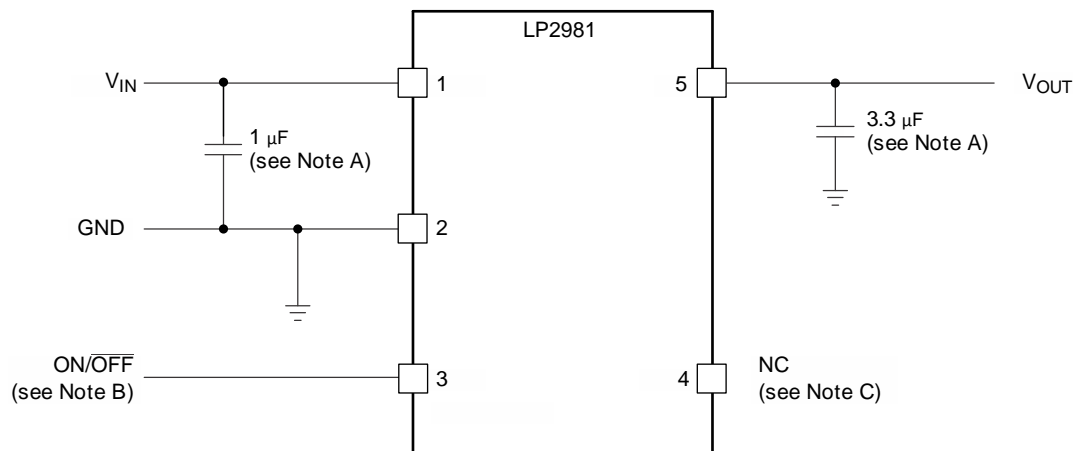 LP2981
V_IN
1
5
V_OUT
1 μF
(see Note A)
3.3 μF
(see Note A)
GND
2
ON/O̅F̅F̅
(see Note B)
3
4
NC
(see Note C)